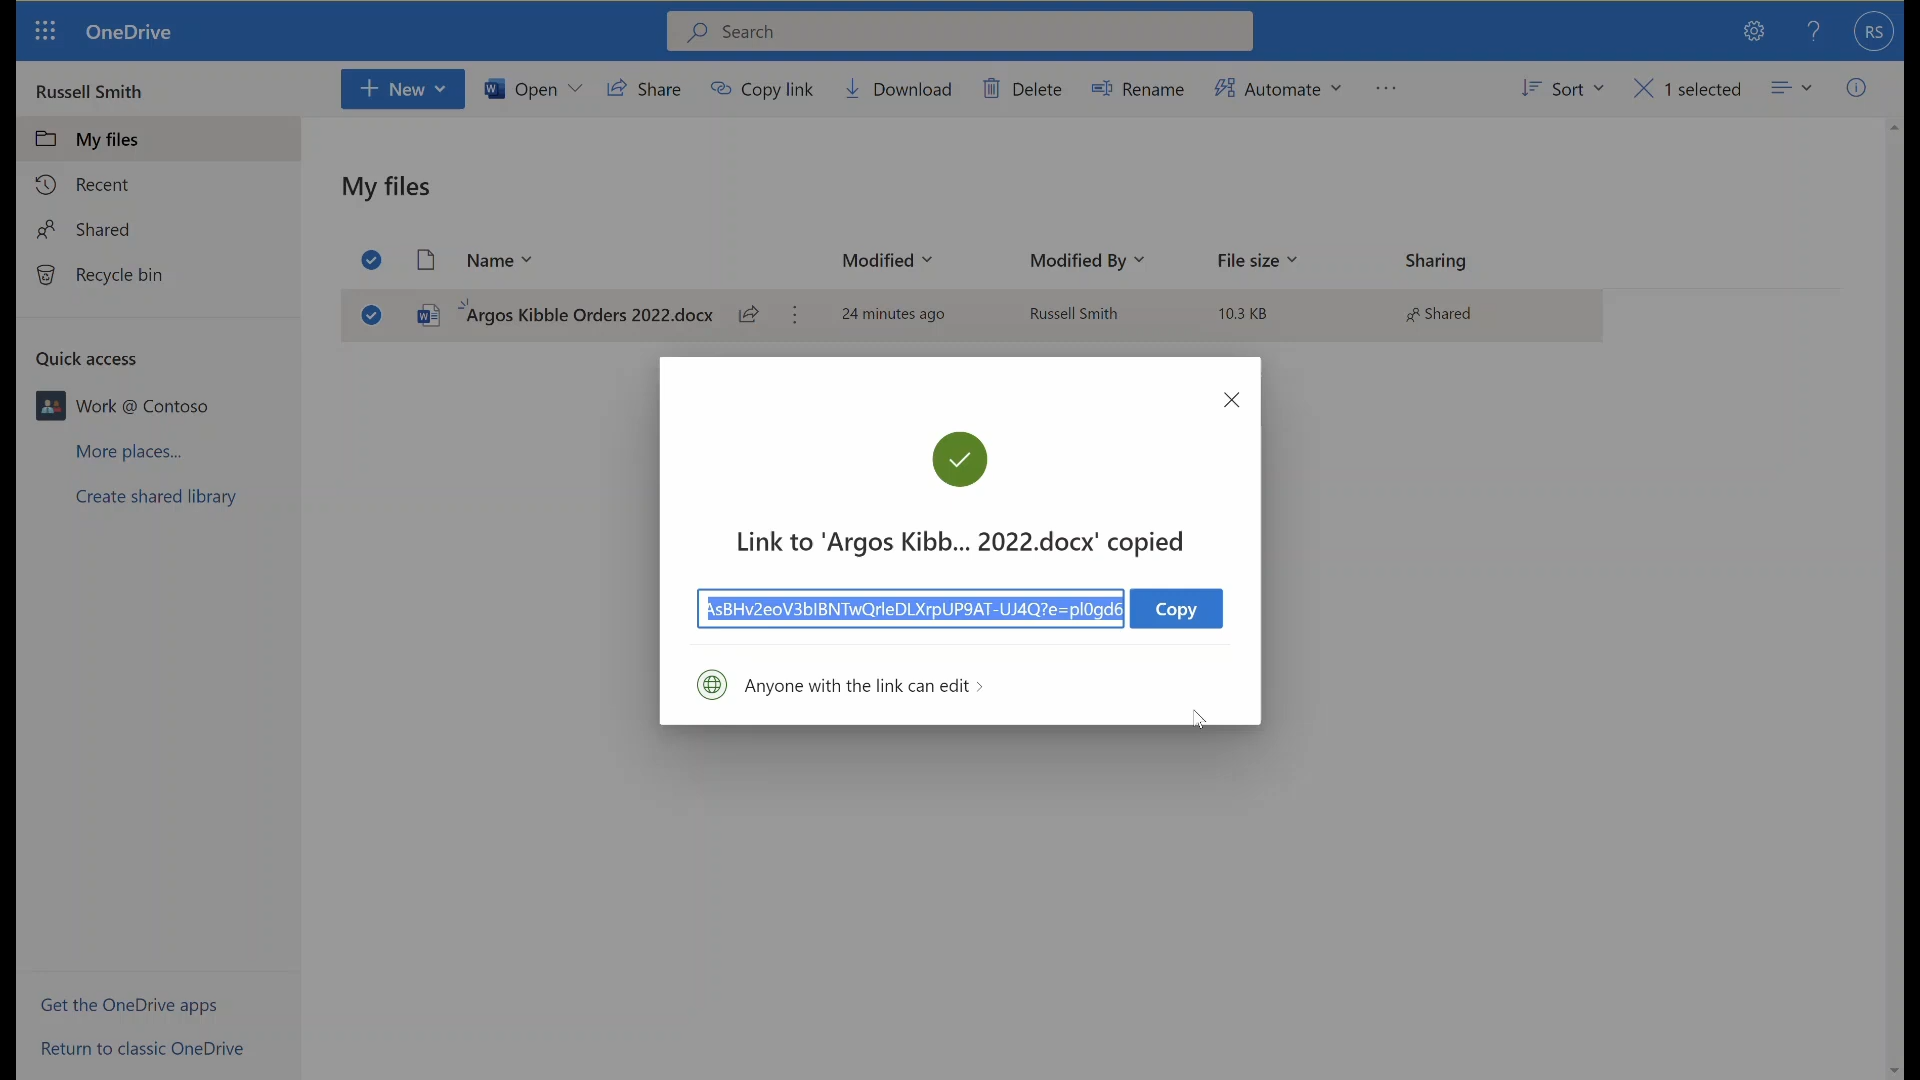 OneDrive
Search
RS
Russell Smith
New
Open
Share
Copy link
Download
Delete
Rename
Automate
Sort
1 selected
My files
Recent
Shared
Recycle bin
Quick access
Work @ Contoso
More places...
Create shared library
Get the OneDrive apps
Return to classic OneDrive
My files
Name
Modified
Modified By
File size
Sharing
Argos Kibble Orders 2022.docx
24 minutes ago
Russell Smith
10.3 KB
Shared
Link to 'Argos Kibb... 2022.docx' copied
AsBHv2eoV3bIBNTwQrleDLXrpUP9AT-UJ4Q?e=pl0gd6
Copy
Anyone with the link can edit